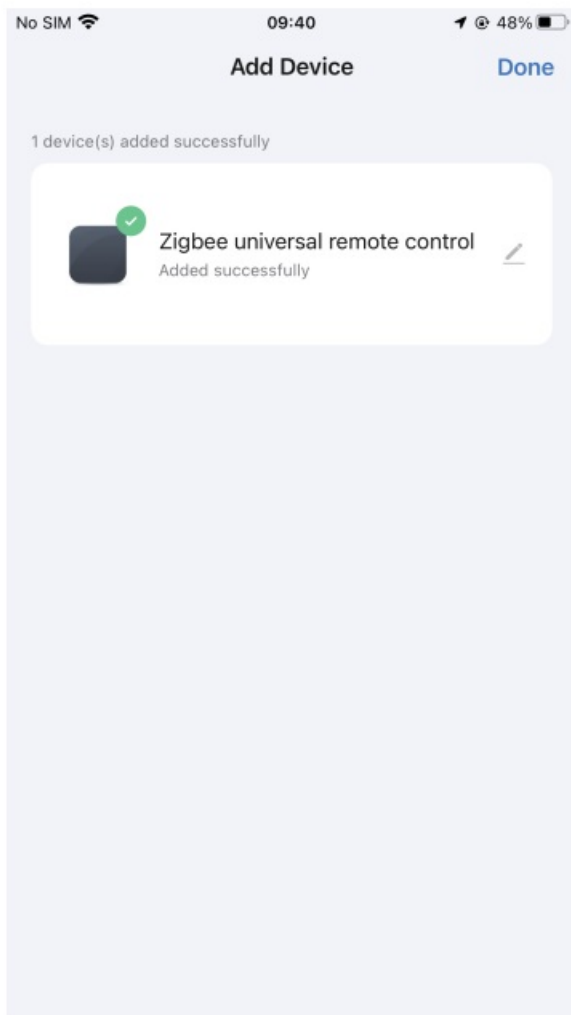 No SIM 09:40 48%
Add Device Done
1 device(s) added successfully
Zigbee universal remote control
Added successfully